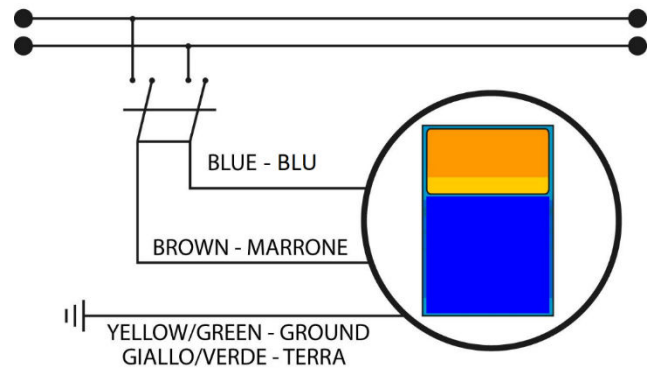 BLUE - BLU
BROWN - MARRONE
YELLOW/GREEN - GROUND
GIALLO/VERDE - TERRA